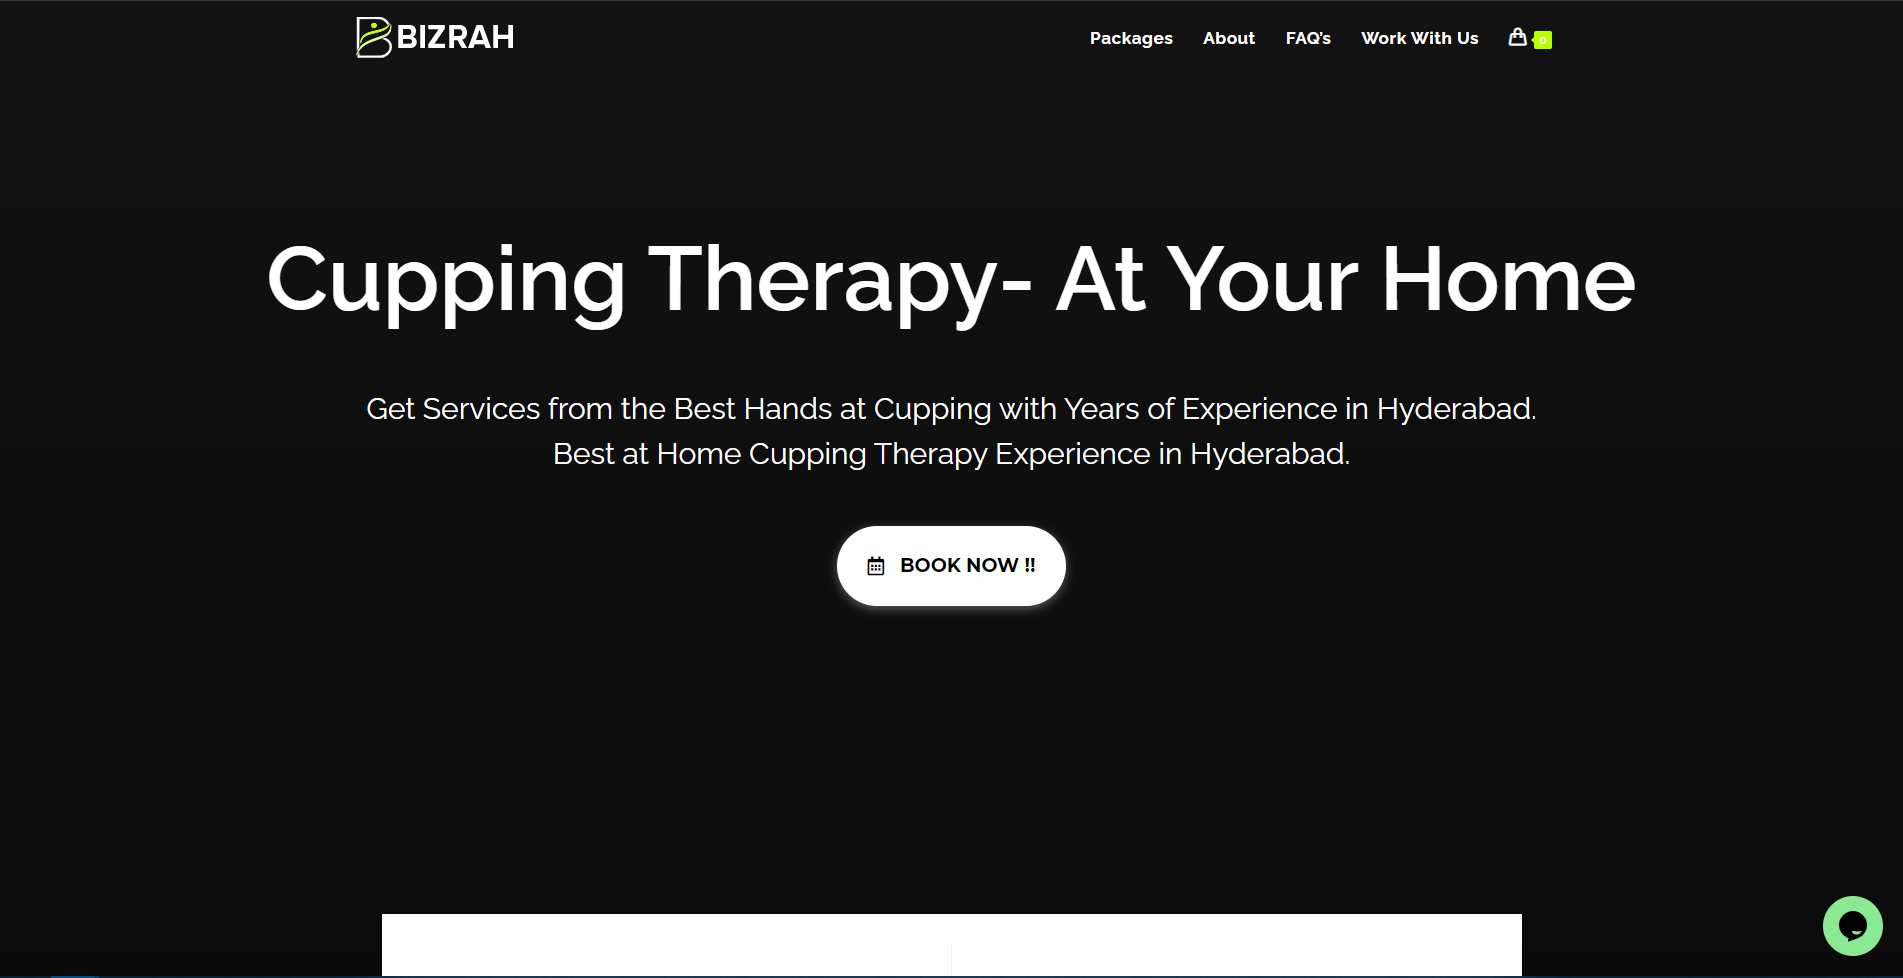 BIZRAH
Packages About FAQ's Work With Us 0
Cupping Therapy- At Your Home
Get Services from the Best Hands at Cupping with Years of Experience in Hyderabad.
Best at Home Cupping Therapy Experience in Hyderabad.
BOOK NOW !!